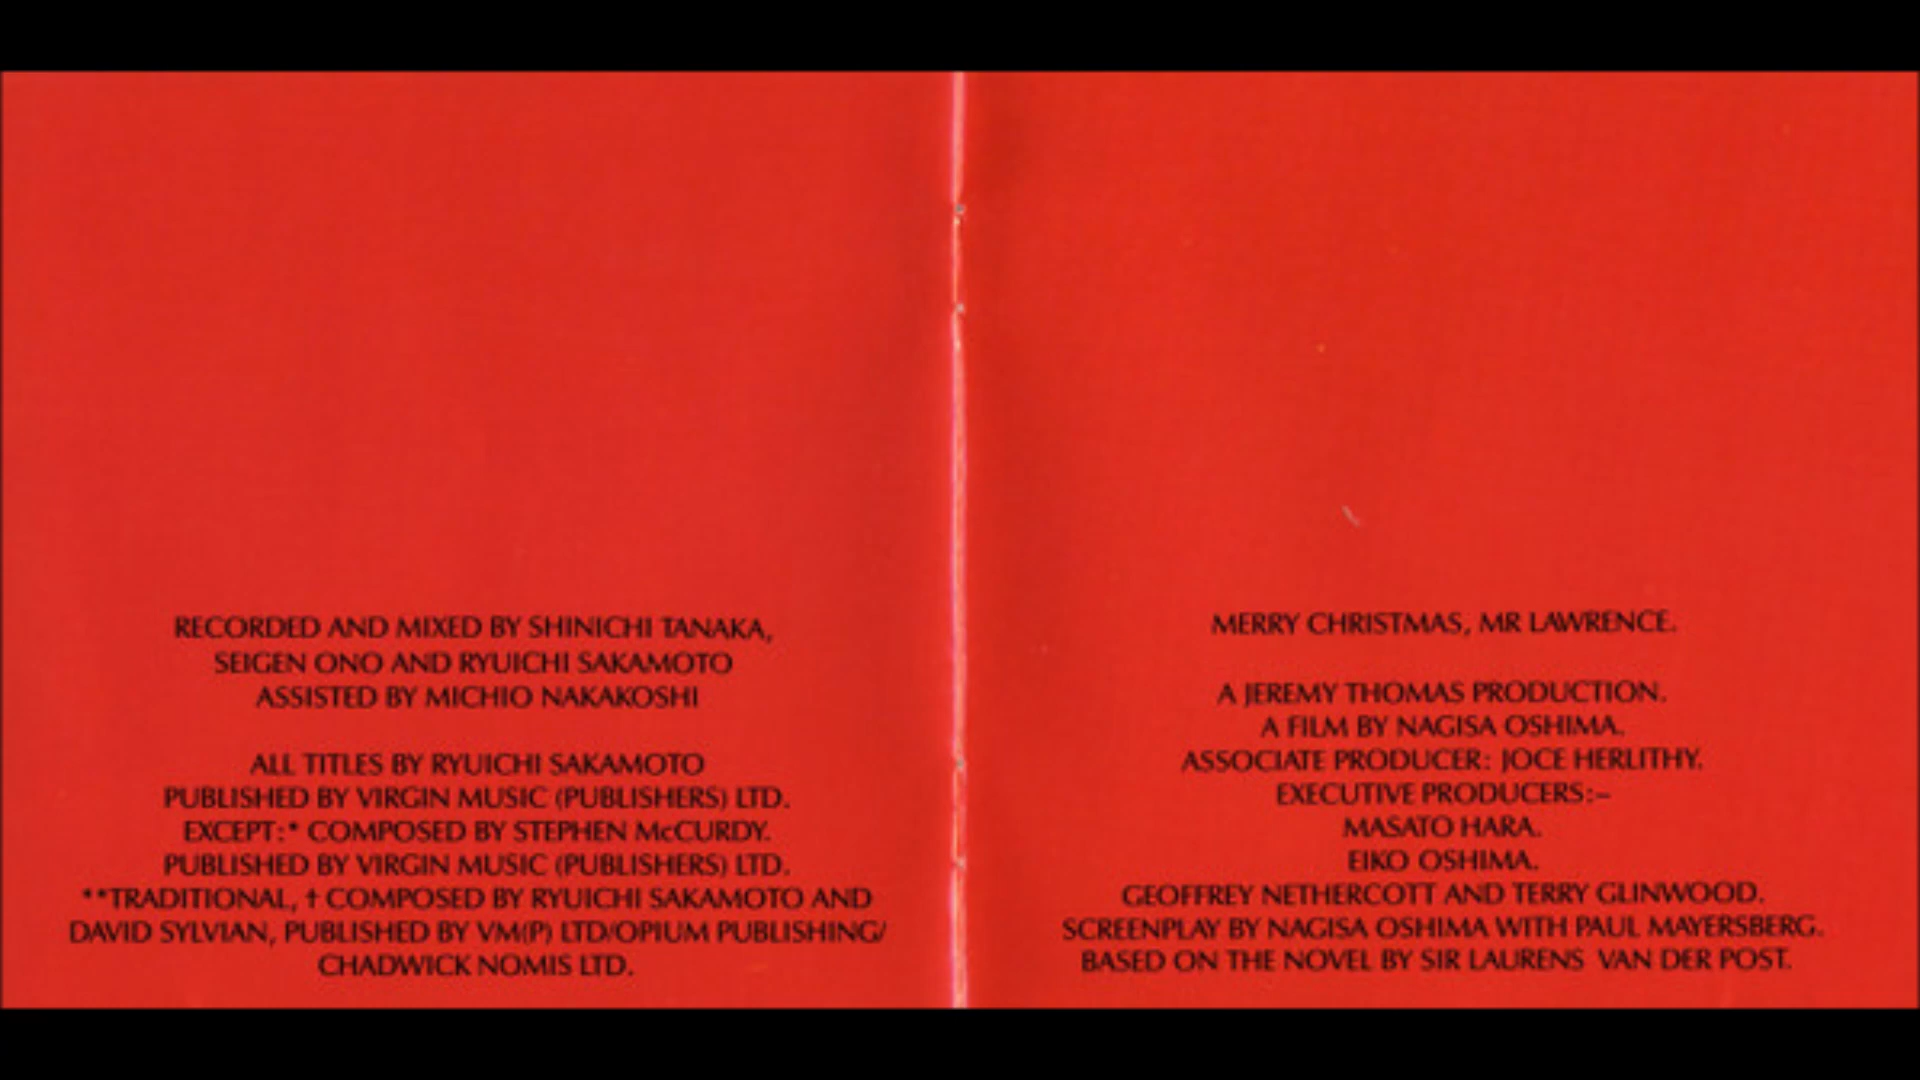 RECORDED AND MIXED BY SHINICHI TANAKA,
SEIGEN ONO AND RYUICHI SAKAMOTO
ASSISTED BY MICHIO NAKAKOSHI
ALL TITLES BY RYUICHI SAKAMOTO
PUBLISHED BY VIRGIN MUSIC (PUBLISHERS) LTD.
EXCEPT:* COMPOSED BY STEPHEN McCURDY.
PUBLISHED BY VIRGIN MUSIC (PUBLISHERS) LTD.
**TRADITIONAL, † COMPOSED BY RYUICHI SAKAMOTO AND
DAVID SYLVIAN, PUBLISHED BY VM(P) LTD/OPIUM PUBLISHING/
CHADWICK NOMIS LTD.
MERRY CHRISTMAS, MR LAWRENCE.
A JEREMY THOMAS PRODUCTION.
A FILM BY NAGISA OSHIMA.
ASSOCIATE PRODUCER: JOCE HERLITHY.
EXECUTIVE PRODUCERS:–
MASATO HARA.
EIKO OSHIMA.
GEOFFREY NETHERCOTT AND TERRY GLINWOOD.
SCREENPLAY BY NAGISA OSHIMA WITH PAUL MAYERSBERG.
BASED ON THE NOVEL BY SIR LAURENS VAN DER POST.